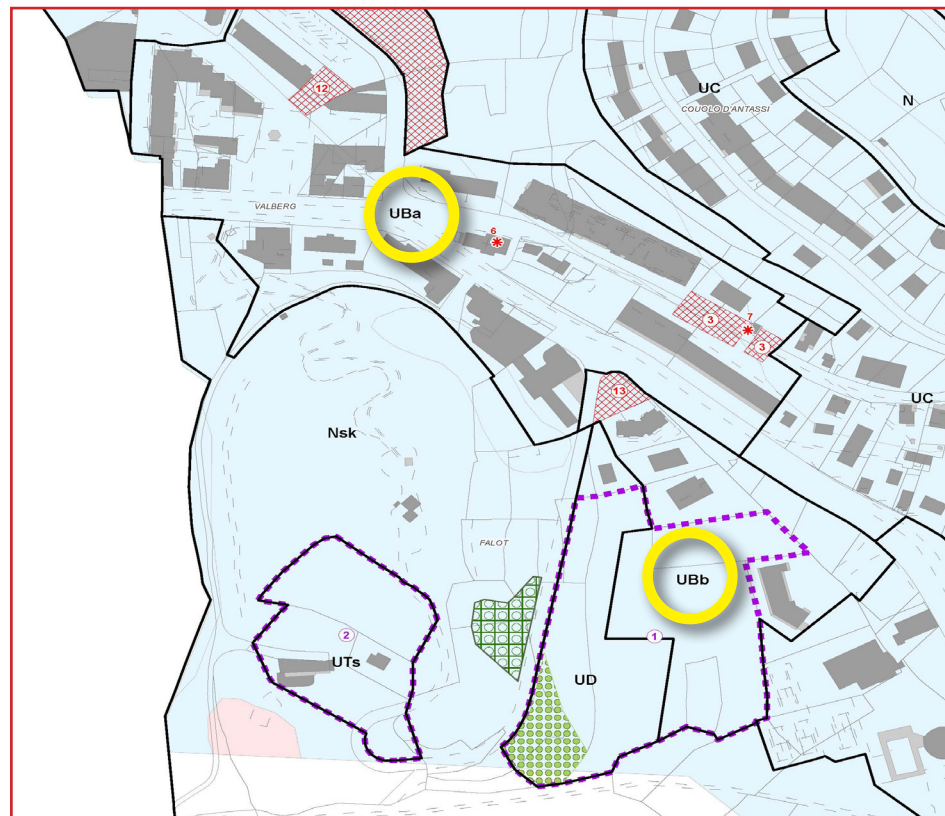 12
UC
COUOLO D'ANTASSI
N
VALBERG
UBa
6
3
7
3
13
UC
Nsk
FALOT
UBb
2
UTs
1
UD